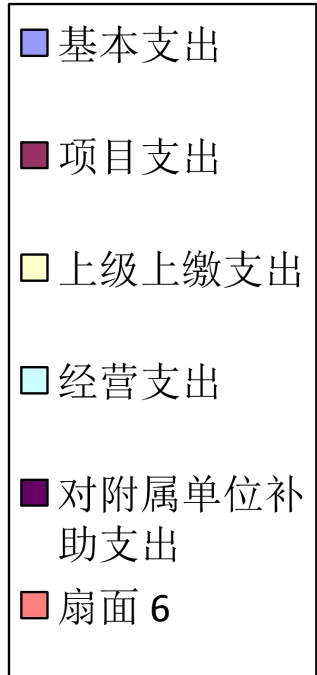 基本支出
项目支出
上级上缴支出
经营支出
对附属单位补
助支出
扇面 6